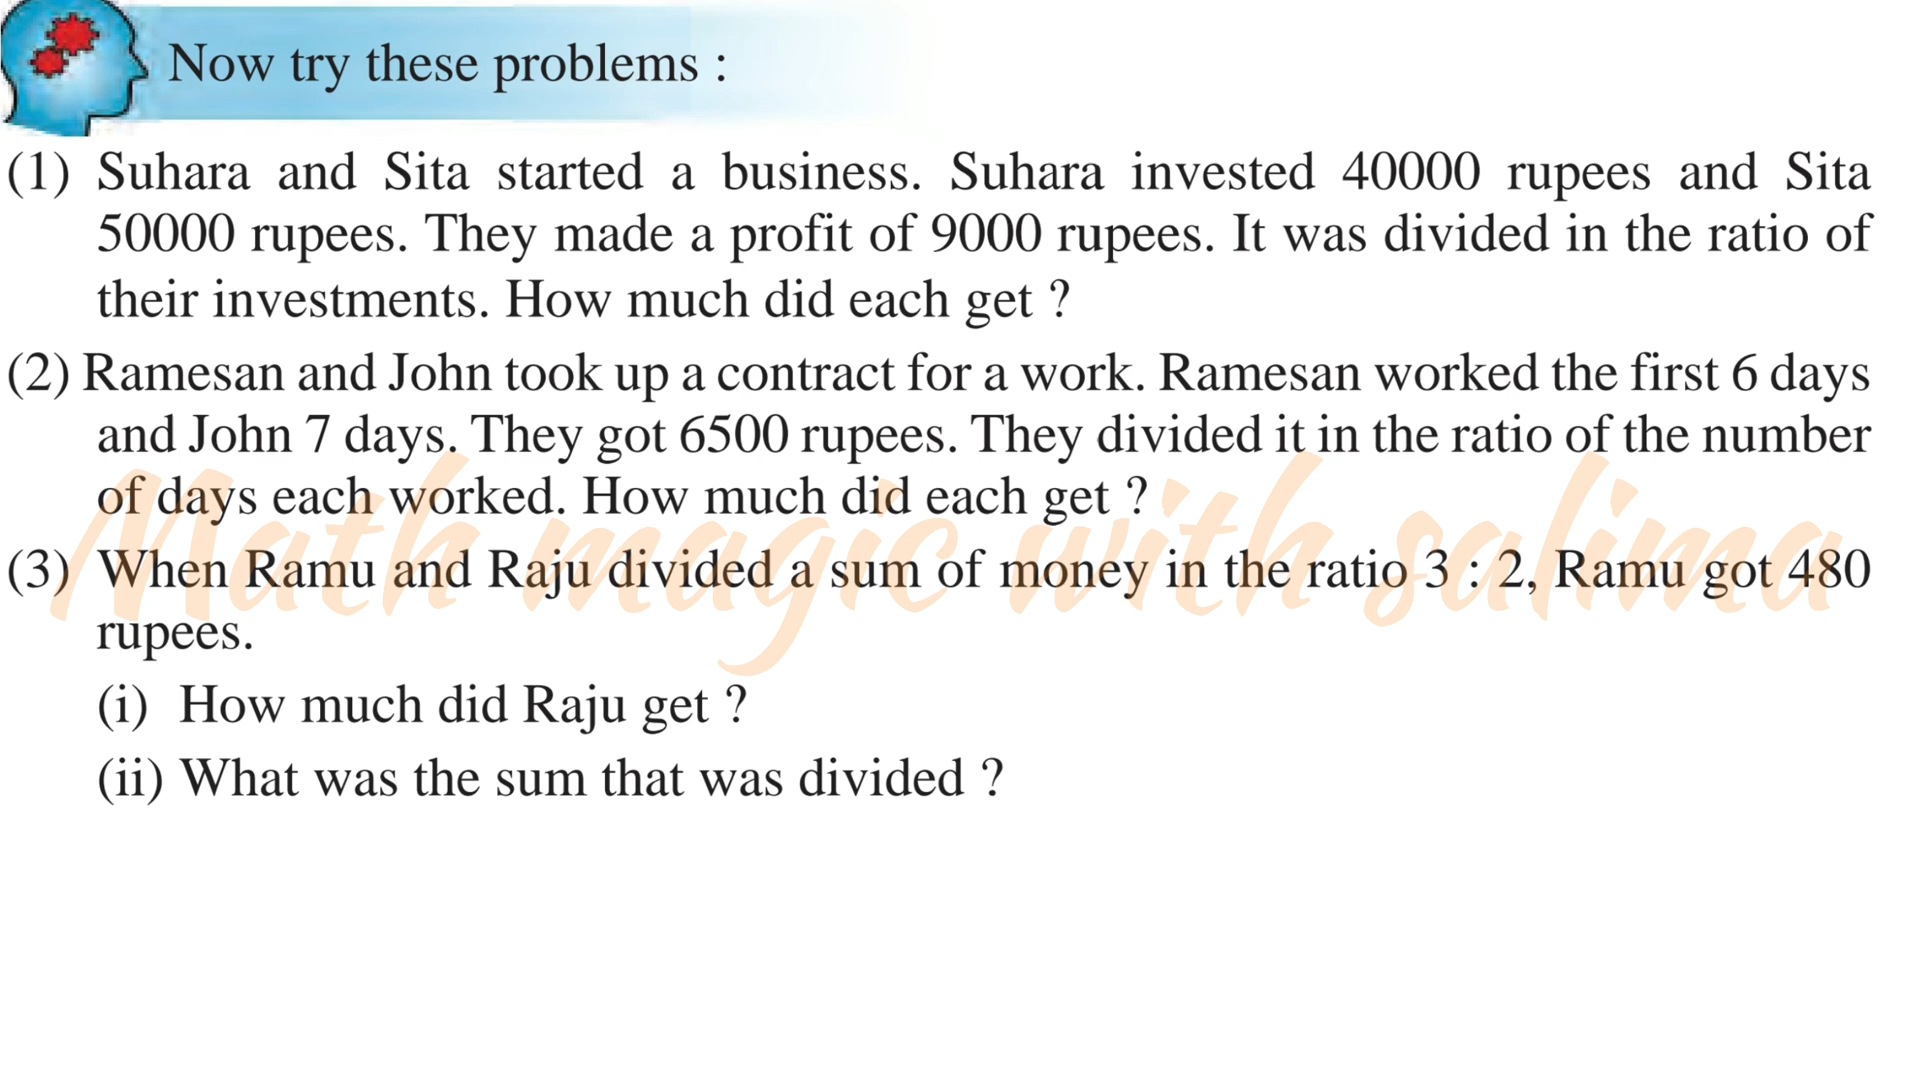 Now try these problems :
(1) Suhara and Sita started a business. Suhara invested 40000 rupees and Sita
50000 rupees. They made a profit of 9000 rupees. It was divided in the ratio of
their investments. How much did each get ?
(2) Ramesan and John took up a contract for a work. Ramesan worked the first 6 days
and John 7 days. They got 6500 rupees. They divided it in the ratio of the number
of days each worked. How much did each get ?
Math magic with salima
(3) When Ramu and Raju divided a sum of money in the ratio 3 : 2, Ramu got 480
rupees.
(i) How much did Raju get ?
(ii) What was the sum that was divided ?